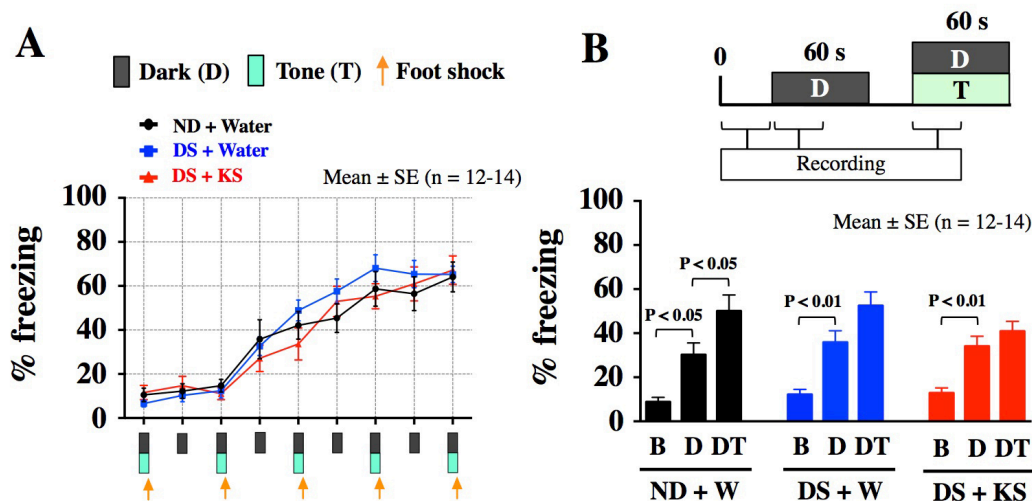 A
Dark (D) Tone (T) Foot shock
ND + Water
DS + Water
DS + KS
Mean ± SE (n = 12-14)
% freezing
100
80
60
40
20
0
B
0 60 s 60 s
D
D
T
Recording
Mean ± SE (n = 12-14)
% freezing
100
80
60
40
20
0
P < 0.05
P < 0.05
P < 0.01
P < 0.01
B D DT B D DT B D DT
ND + W DS + W DS + KS